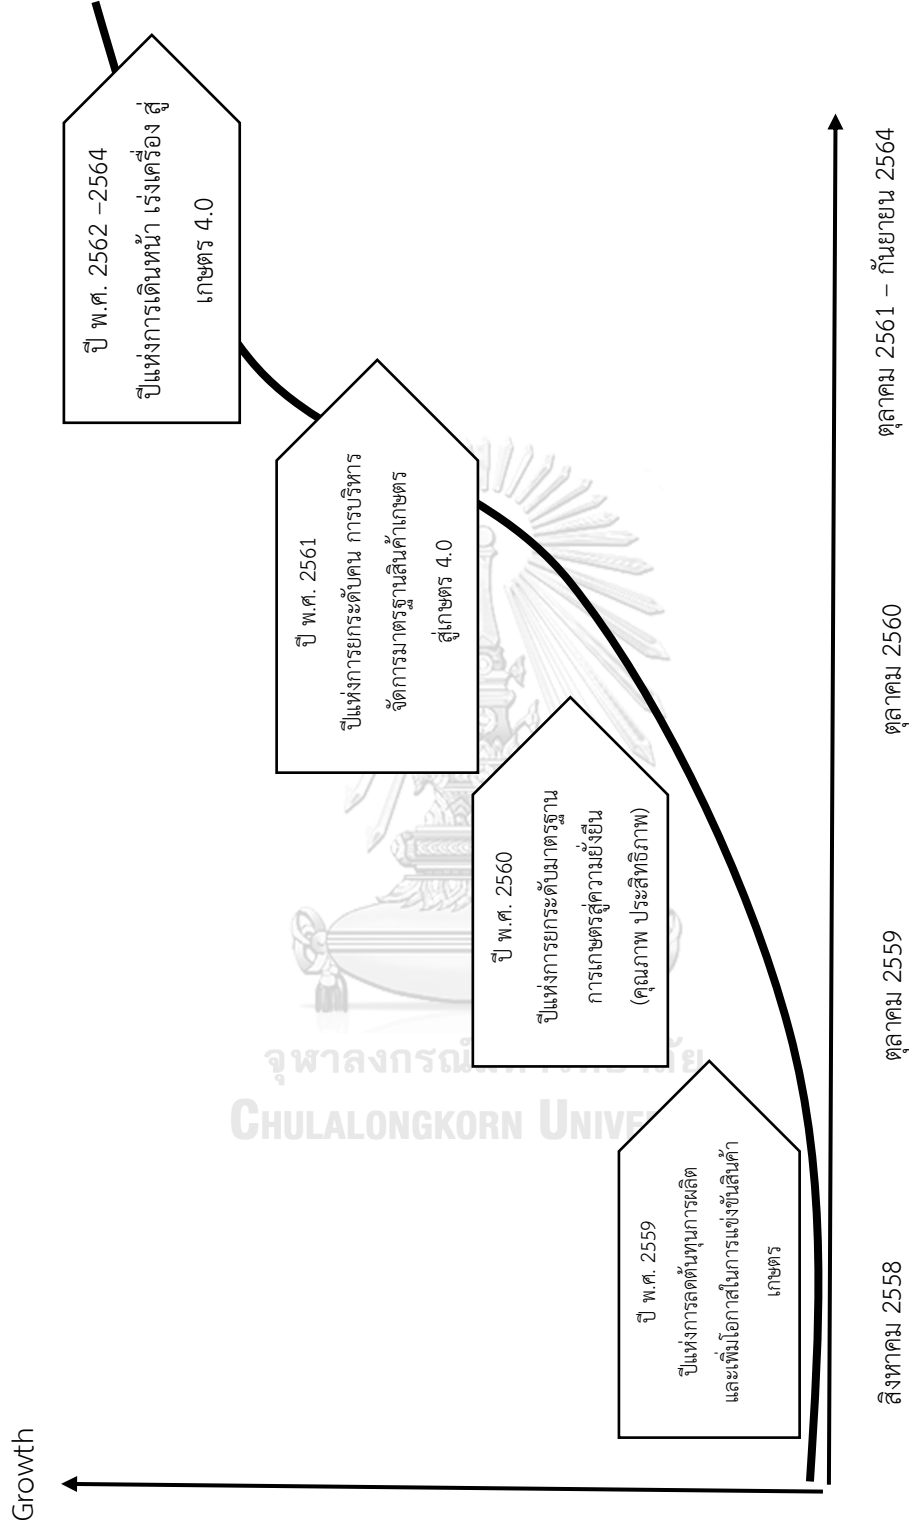 Growth
ปี พ.ศ. 2562 –2564
ปีแห่งการเดินหน้า เร่งเครื่อง สู่
เกษตร 4.0
ปี พ.ศ. 2561
ปีแห่งการยกระดับคน การบริหาร
จัดการมาตรฐานสินค้าเกษตร
สู่เกษตร 4.0
ปี พ.ศ. 2560
ปีแห่งการยกระดับมาตรฐาน
การเกษตรสู่ความยั่งยืน
(คุณภาพ ประสิทธิภาพ)
ปี พ.ศ. 2559
ปีแห่งการลดต้นทุนการผลิต
และเพิ่มโอกาสในการแข่งขันสินค้า
เกษตร
สิงหาคม 2558
ตุลาคม 2559
ตุลาคม 2560
ตุลาคม 2561 – กันยายน 2564
จุฬาลงกรณ์
CHULALONGKORN UNIVE